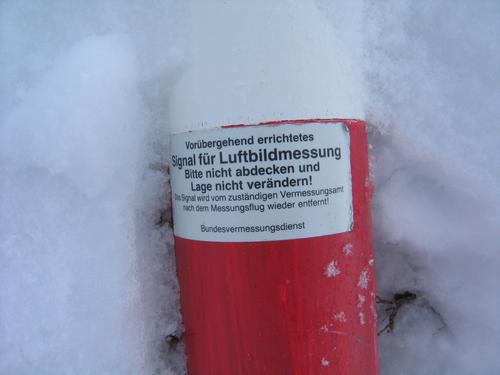 Vorübergehend errichtetes
Signal für Luftbildmessung
Bitte nicht abdecken und
Lage nicht verändern!
Das Signal wird vom zuständigen Vermessungsamt
nach dem Messungsflug wieder entfernt!
Bundesvermessungsdienst